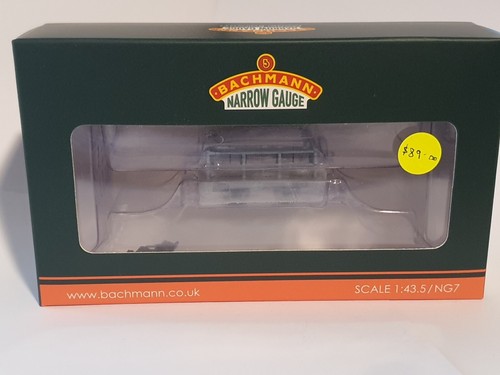 BACHMANN
NARROW GAUGE
$89-00
www.bachmann.co.uk
SCALE 1:43.5/NG7